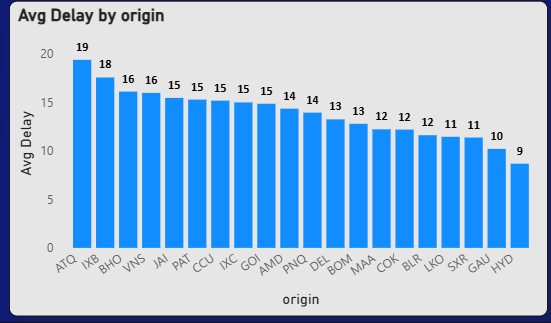 Avg Delay by origin
Avg Delay
20
15
10
5
0
19
18
16
16
15
15
15
15
15
14
14
13
13
12
12
12
11
11
10
9
ATQ
IXB
BHO
VNS
JAI
PAT
CCU
IXC
GOI
AMD
PNQ
DEL
BOM
MAA
COK
BLR
LKO
SXR
GAU
HYD
origin